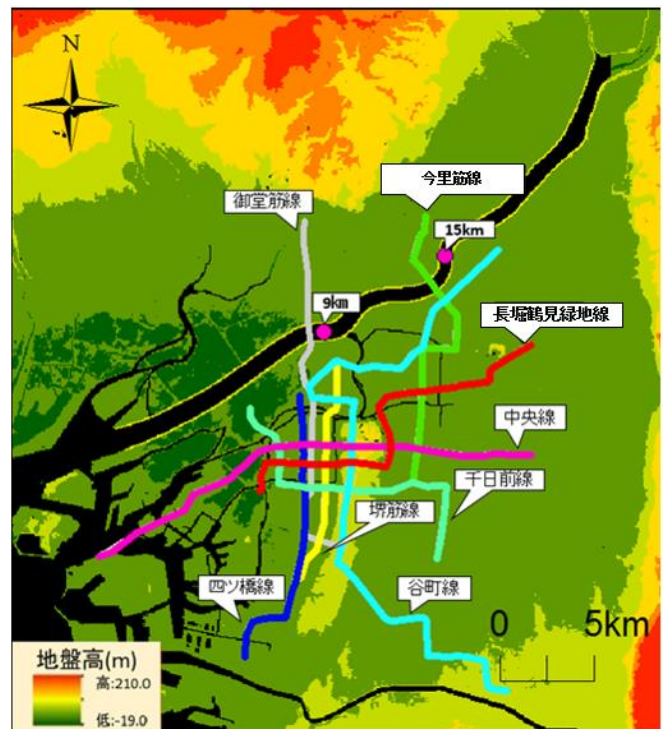 N
今里筋線
御堂筋線
15km
9km
長堀鶴見緑地線
中央線
千日前線
堺筋線
四ツ橋線
谷町線
0 5km
地盤高(m)
高:210.0
低:-19.0